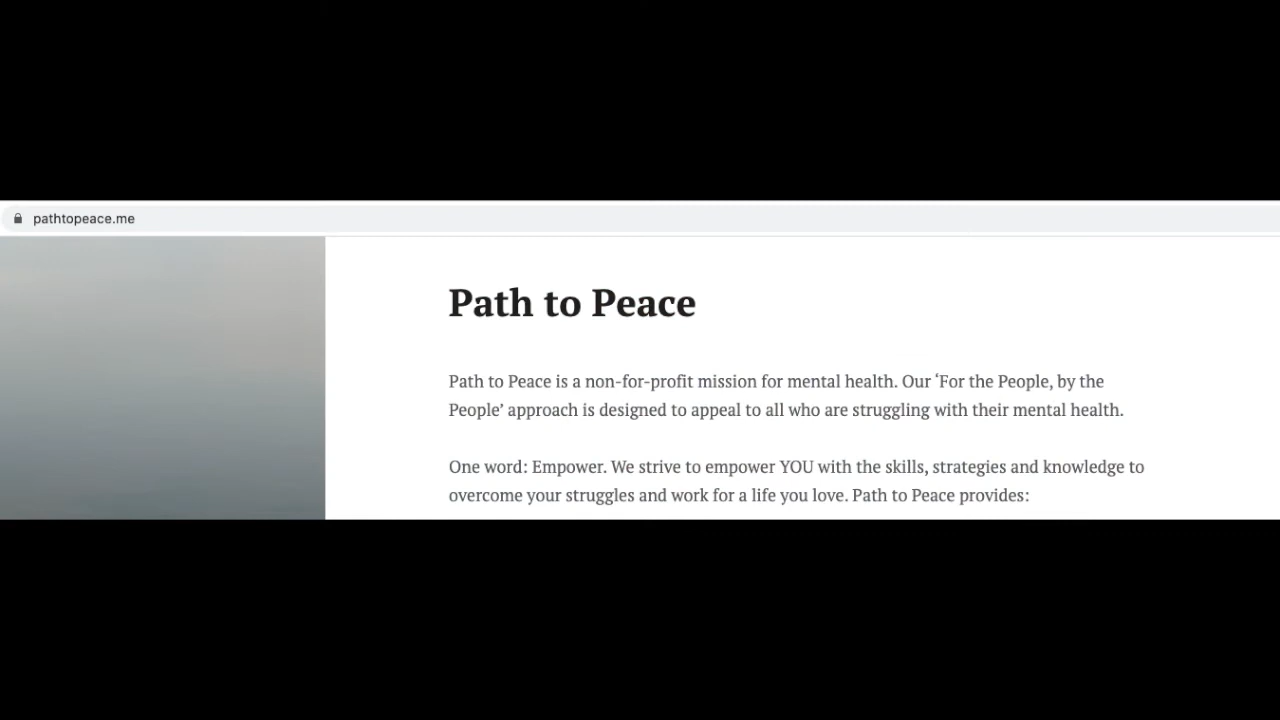 pathtopeace.me
Path to Peace
Path to Peace is a non-for-profit mission for mental health. Our ‘For the People, by the
People’ approach is designed to appeal to all who are struggling with their mental health.
One word: Empower. We strive to empower YOU with the skills, strategies and knowledge to
overcome your struggles and work for a life you love. Path to Peace provides: